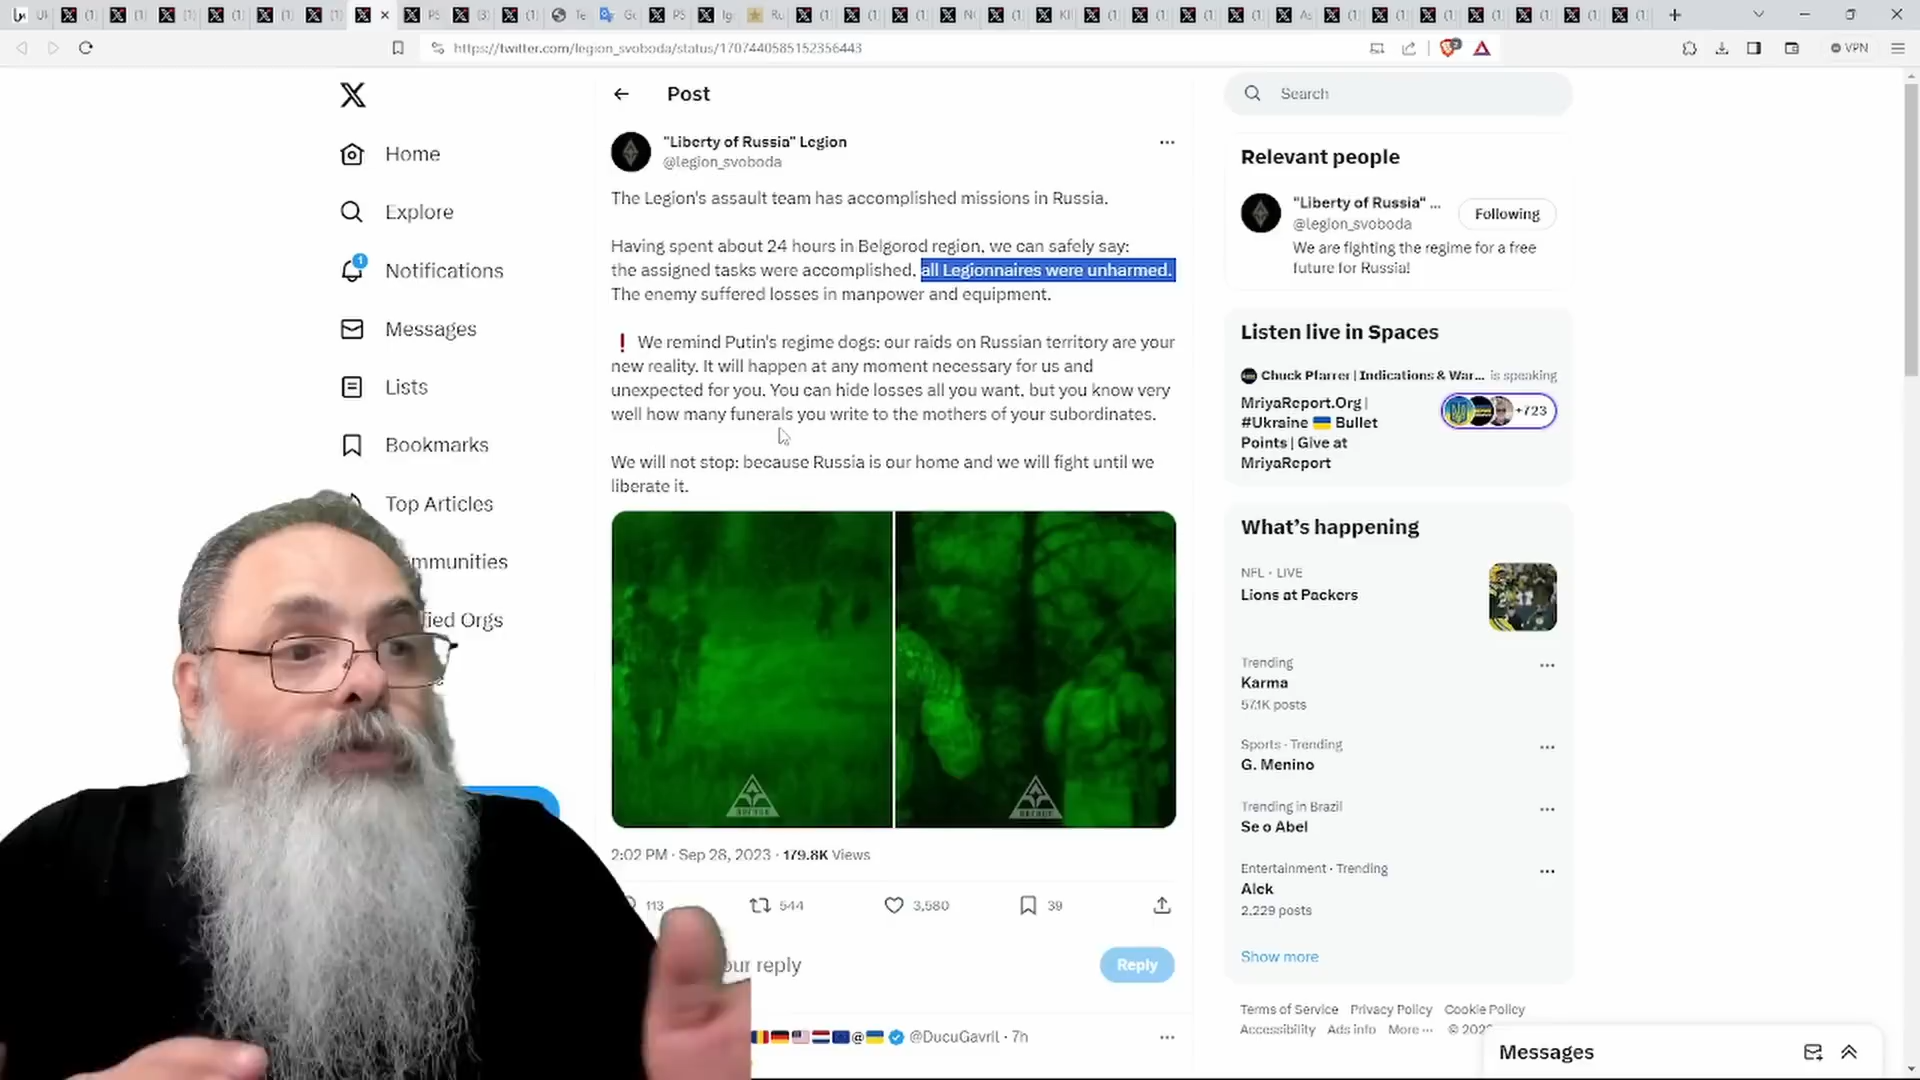 https://twitter.com/legion_svoboda/status/1707440585152356443
VPN
Home
Explore
1
Notifications
Messages
Lists
Bookmarks
Top Articles
Post
"Liberty of Russia" Legion
@legion_svoboda
The Legion's assault team has accomplished missions in Russia.
Having spent about 24 hours in Belgorod region, we can safely say:
the assigned tasks were accomplished, all Legionnaires were unharmed.
The enemy suffered losses in manpower and equipment.
❗ We remind Putin's regime dogs: our raids on Russian territory are your
new reality. It will happen at any moment necessary for us and
unexpected for you. You can hide losses all you want, but you know very
well how many funerals you write to the mothers of your subordinates.
We will not stop: because Russia is our home and we will fight until we
liberate it.
2:02 PM · Sep 28, 2023 · 179.8K Views
113 544 3,580 39
our reply
Reply
@DucuGavril · 7h
Search
Relevant people
"Liberty of Russia" ...
@legion_svoboda
Following
We are fighting the regime for a free
future for Russia!
Listen live in Spaces
Chuck Pfarrer | Indications & War... is speaking
MriyaReport.Org |
#Ukraine 🇺🇦 Bullet
Points | Give at
MriyaReport
+723
What's happening
NFL · LIVE
Lions at Packers
Trending
Karma
57.1K posts
Sports · Trending
G. Menino
Trending in Brazil
Se o Abel
Entertainment · Trending
Alck
2,229 posts
Show more
Terms of Service Privacy Policy Cookie Policy
Accessibility Ads info More ···
Messages